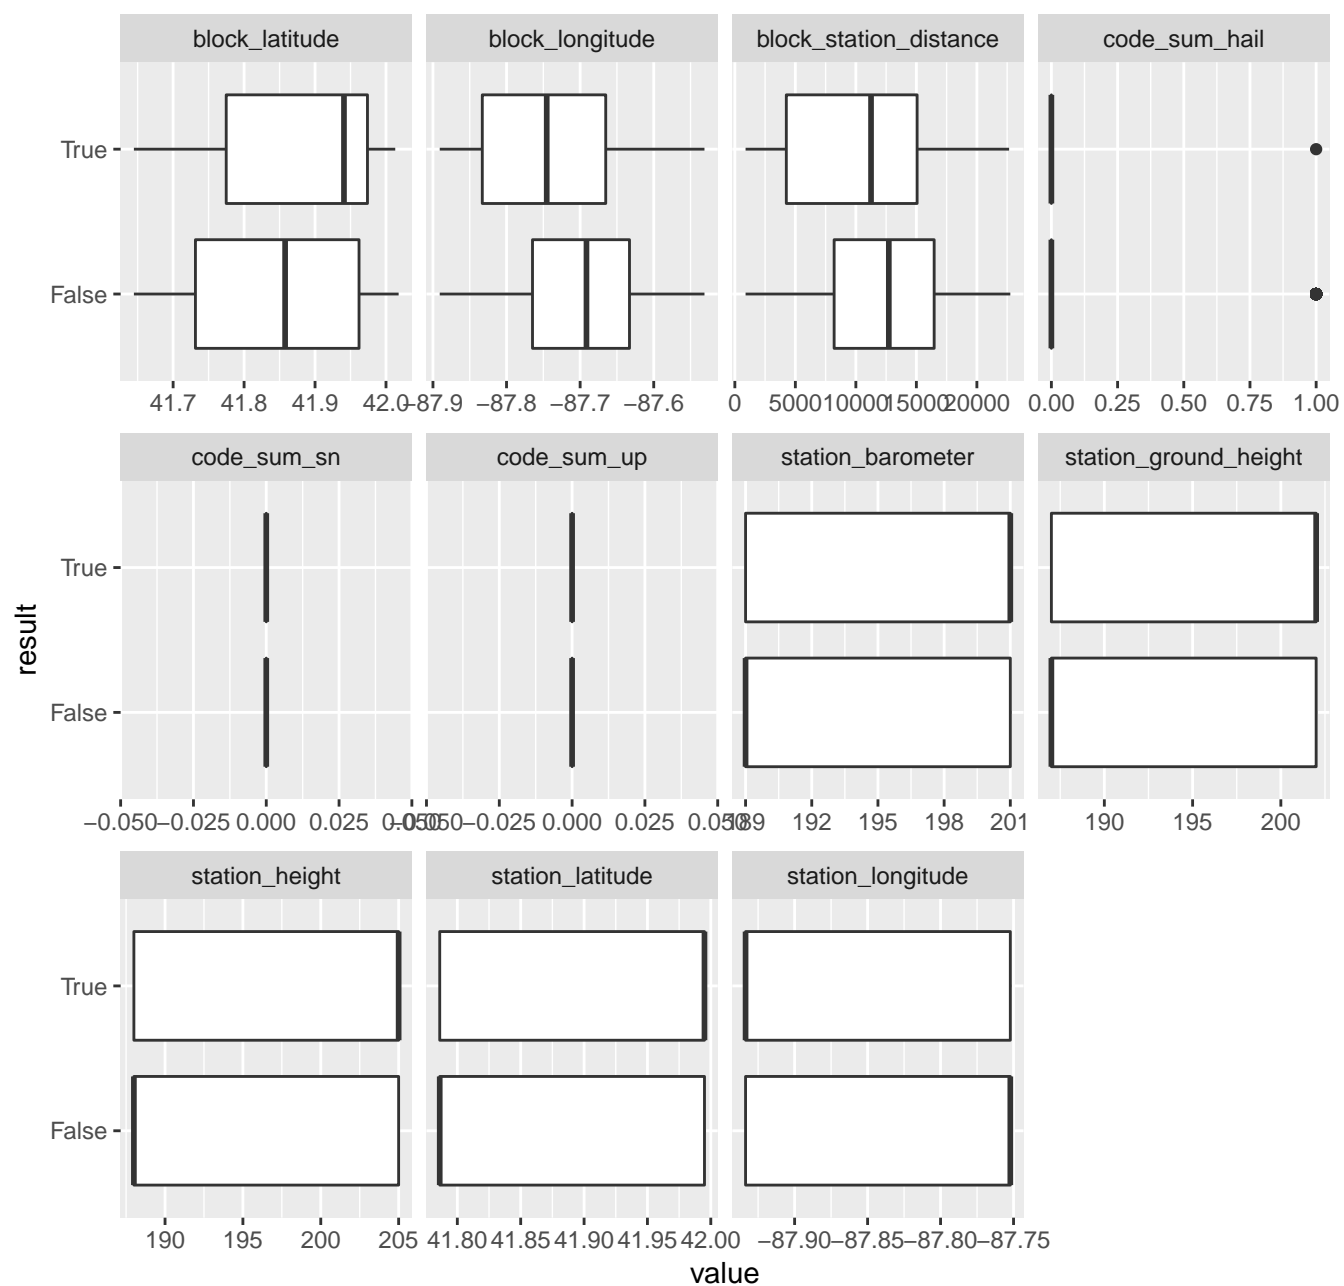 block_latitude
block_longitude
block_station_distance
code_sum_hail
True
False
41.7 41.8 41.9 42.0
−87.9 −87.8 −87.7 −87.6
0 5000 10000 15000 20000
0.00 0.25 0.50 0.75 1.00
code_sum_sn
code_sum_up
station_barometer
station_ground_height
True
False
−0.050 −0.025 0.000 0.025 0.050
−0.050 −0.025 0.000 0.025 0.050
189 192 195 198 201
190 195 200
result
station_height
station_latitude
station_longitude
True
False
190 195 200 205
41.80 41.85 41.90 41.95 42.00
−87.90 −87.85 −87.80 −87.75
value